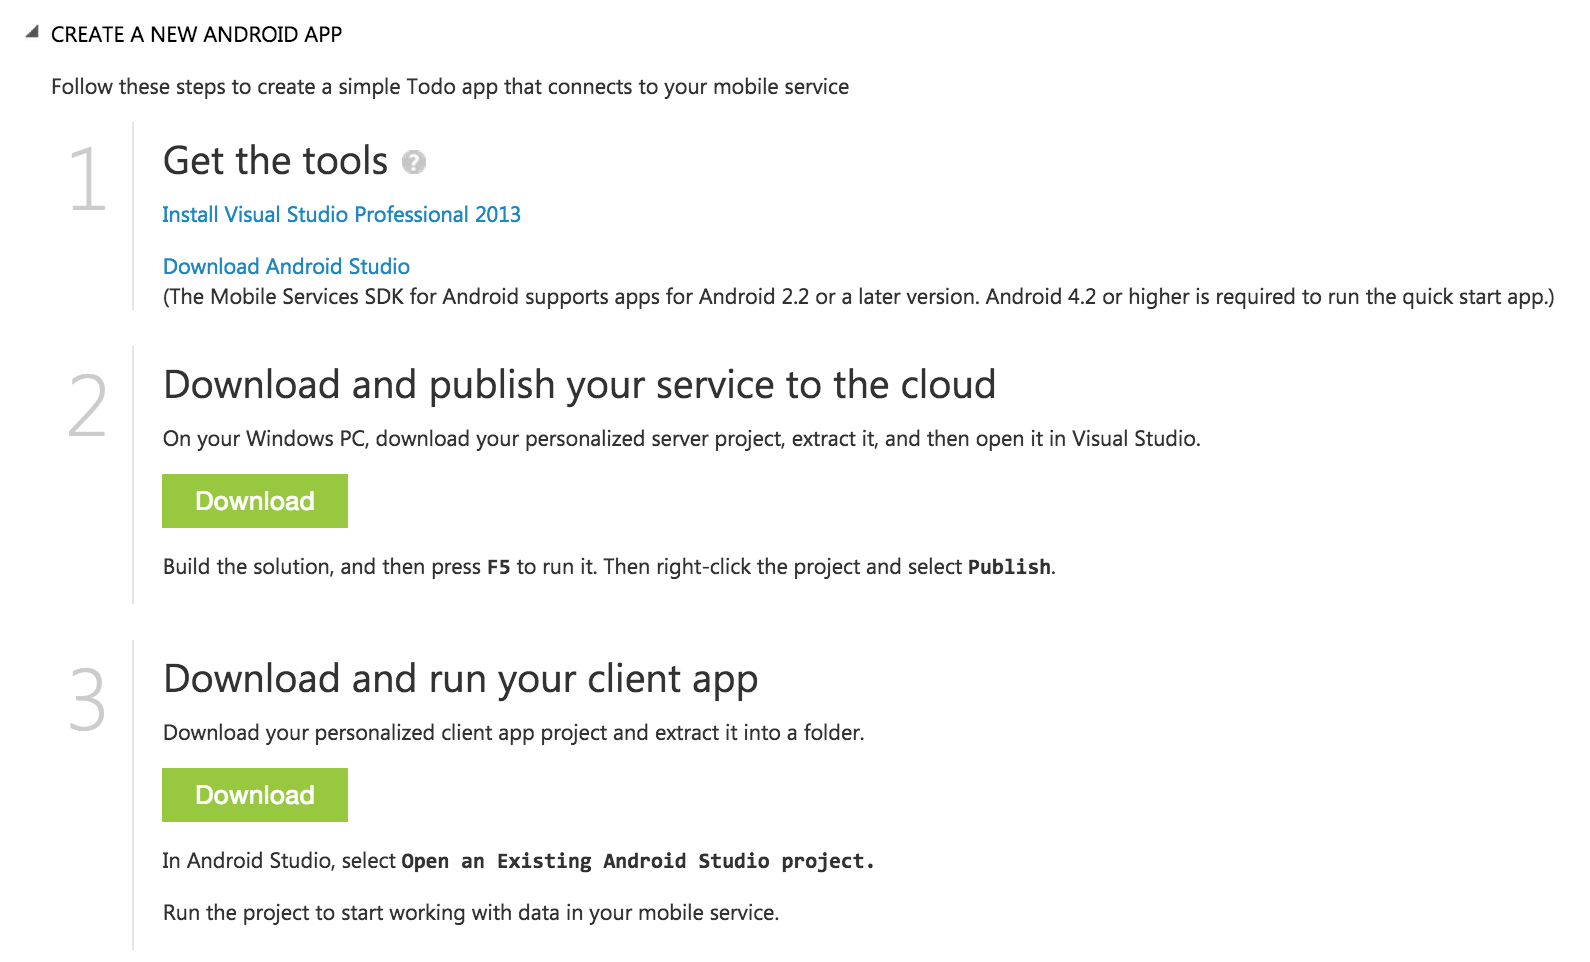 CREATE A NEW ANDROID APP
Follow these steps to create a simple Todo app that connects to your mobile service
1
Get the tools ?
Install Visual Studio Professional 2013
Download Android Studio
(The Mobile Services SDK for Android supports apps for Android 2.2 or a later version. Android 4.2 or higher is required to run the quick start app.)
2
Download and publish your service to the cloud
On your Windows PC, download your personalized server project, extract it, and then open it in Visual Studio.
Download
Build the solution, and then press F5 to run it. Then right-click the project and select Publish.
3
Download and run your client app
Download your personalized client app project and extract it into a folder.
Download
In Android Studio, select Open an Existing Android Studio project.
Run the project to start working with data in your mobile service.